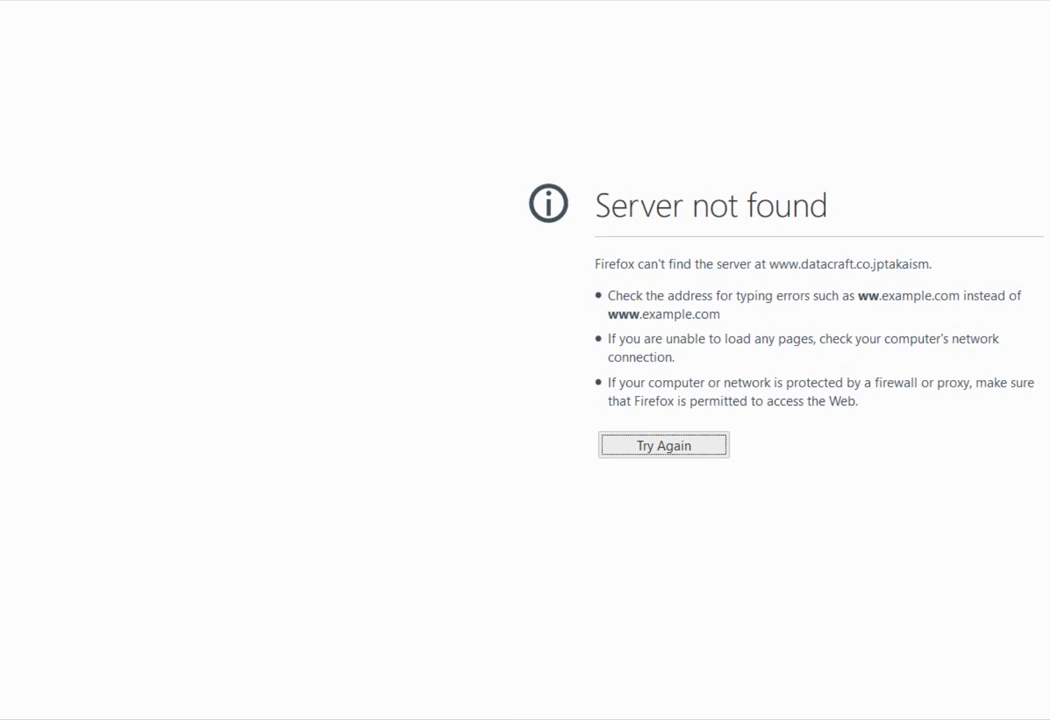 Server not found
Firefox can't find the server at www.datacraft.co.jptakaism.
• Check the address for typing errors such as ww.example.com instead of
www.example.com
• If you are unable to load any pages, check your computer's network
connection.
• If your computer or network is protected by a firewall or proxy, make sure
that Firefox is permitted to access the Web.
Try Again